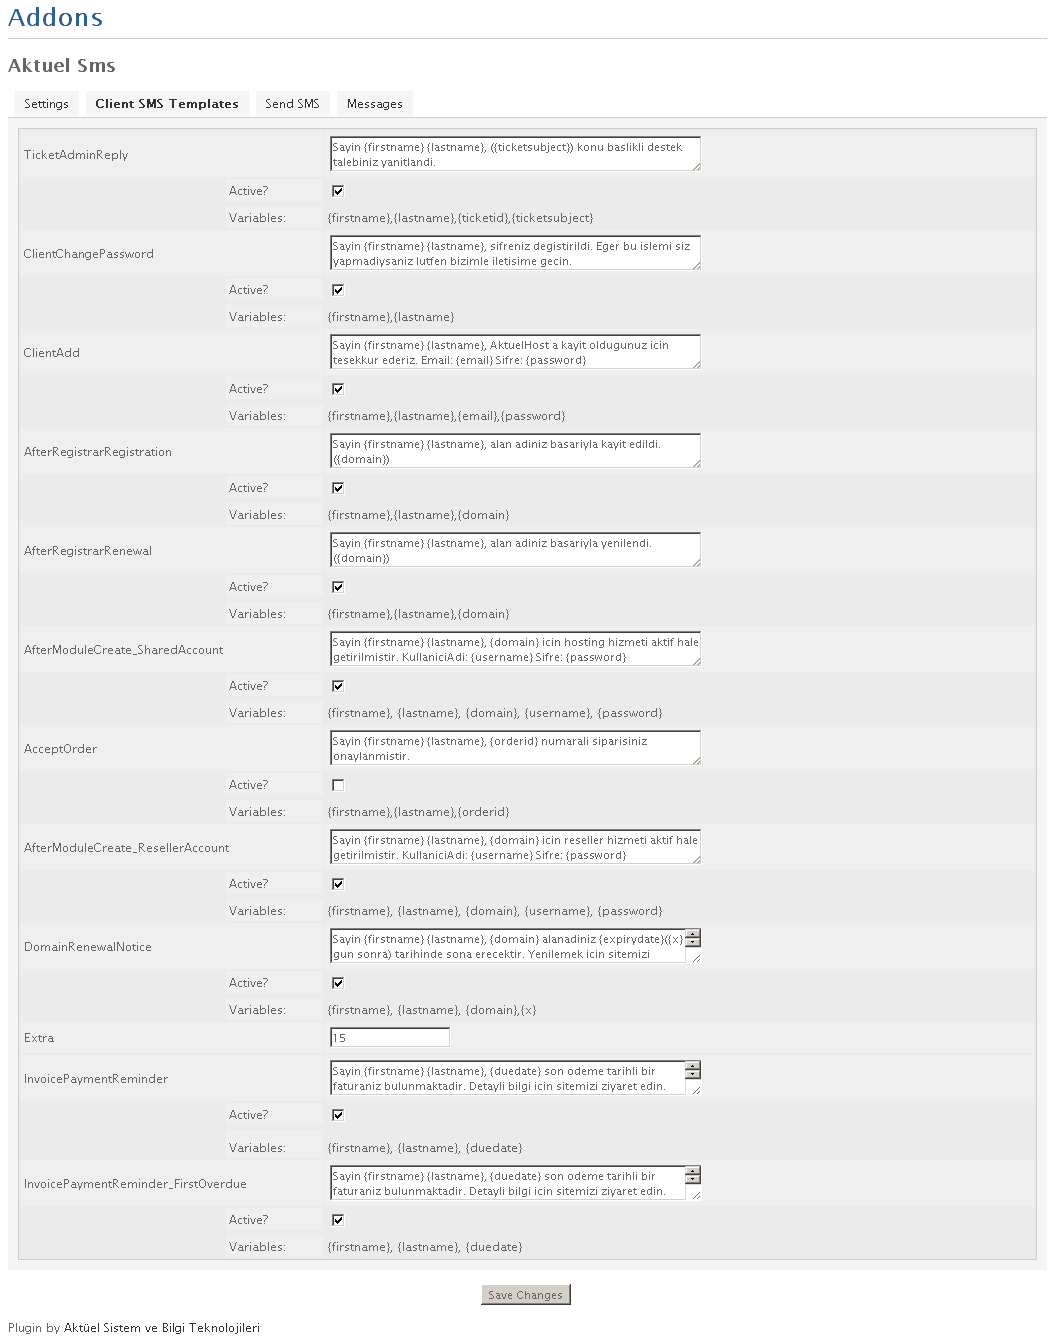 Addons
Aktuel Sms
Settings Client SMS Templates Send SMS Messages
TicketAdminReply
Sayin {firstname} {lastname}, ({ticketsubject}) konu baslikli destek
talebiniz yanitlandi.
Active?
Variables: {firstname},{lastname},{ticketid},{ticketsubject}
ClientChangePassword
Sayin {firstname} {lastname}, sifreniz degistirildi. Eger bu islemi siz
yapmadiysaniz lutfen bizimle iletisime gecin.
Active?
Variables: {firstname},{lastname}
ClientAdd
Sayin {firstname} {lastname}, AktuelHost a kayit oldugunuz icin
tesekkur ederiz. Email: {email} Sifre: {password}
Active?
Variables: {firstname},{lastname},{email},{password}
AfterRegistrarRegistration
Sayin {firstname} {lastname}, alan adiniz basariyla kayit edildi.
({domain})
Active?
Variables: {firstname},{lastname},{domain}
AfterRegistrarRenewal
Sayin {firstname} {lastname}, alan adiniz basariyla yenilendi.
({domain})
Active?
Variables: {firstname},{lastname},{domain}
AfterModuleCreate_SharedAccount
Sayin {firstname} {lastname}, {domain} icin hosting hizmeti aktif hale
getirilmistir. KullaniciAdi: {username} Sifre: {password}
Active?
Variables: {firstname}, {lastname}, {domain}, {username}, {password}
AcceptOrder
Sayin {firstname} {lastname}, {orderid} numarali siparisiniz
onaylanmistir.
Active?
Variables: {firstname},{lastname},{orderid}
AfterModuleCreate_ResellerAccount
Sayin {firstname} {lastname}, {domain} icin reseller hizmeti aktif hale
getirilmistir. KullaniciAdi: {username} Sifre: {password}
Active?
Variables: {firstname}, {lastname}, {domain}, {username}, {password}
DomainRenewalNotice
Sayin {firstname} {lastname}, {domain} alanadiniz {expirydate}({x}
gun sonra) tarihinde sona erecektir. Yenilemek icin sitemizi
Active?
Variables: {firstname}, {lastname}, {domain},{x}
Extra 15
InvoicePaymentReminder
Sayin {firstname} {lastname}, {duedate} son odeme tarihli bir
faturaniz bulunmaktadir. Detayli bilgi icin sitemizi ziyaret edin.
Active?
Variables: {firstname}, {lastname}, {duedate}
InvoicePaymentReminder_FirstOverdue
Sayin {firstname} {lastname}, {duedate} son odeme tarihli bir
faturaniz bulunmaktadir. Detayli bilgi icin sitemizi ziyaret edin.
Active?
Variables: {firstname}, {lastname}, {duedate}
Save Changes
Plugin by Aktüel Sistem ve Bilgi Teknolojileri